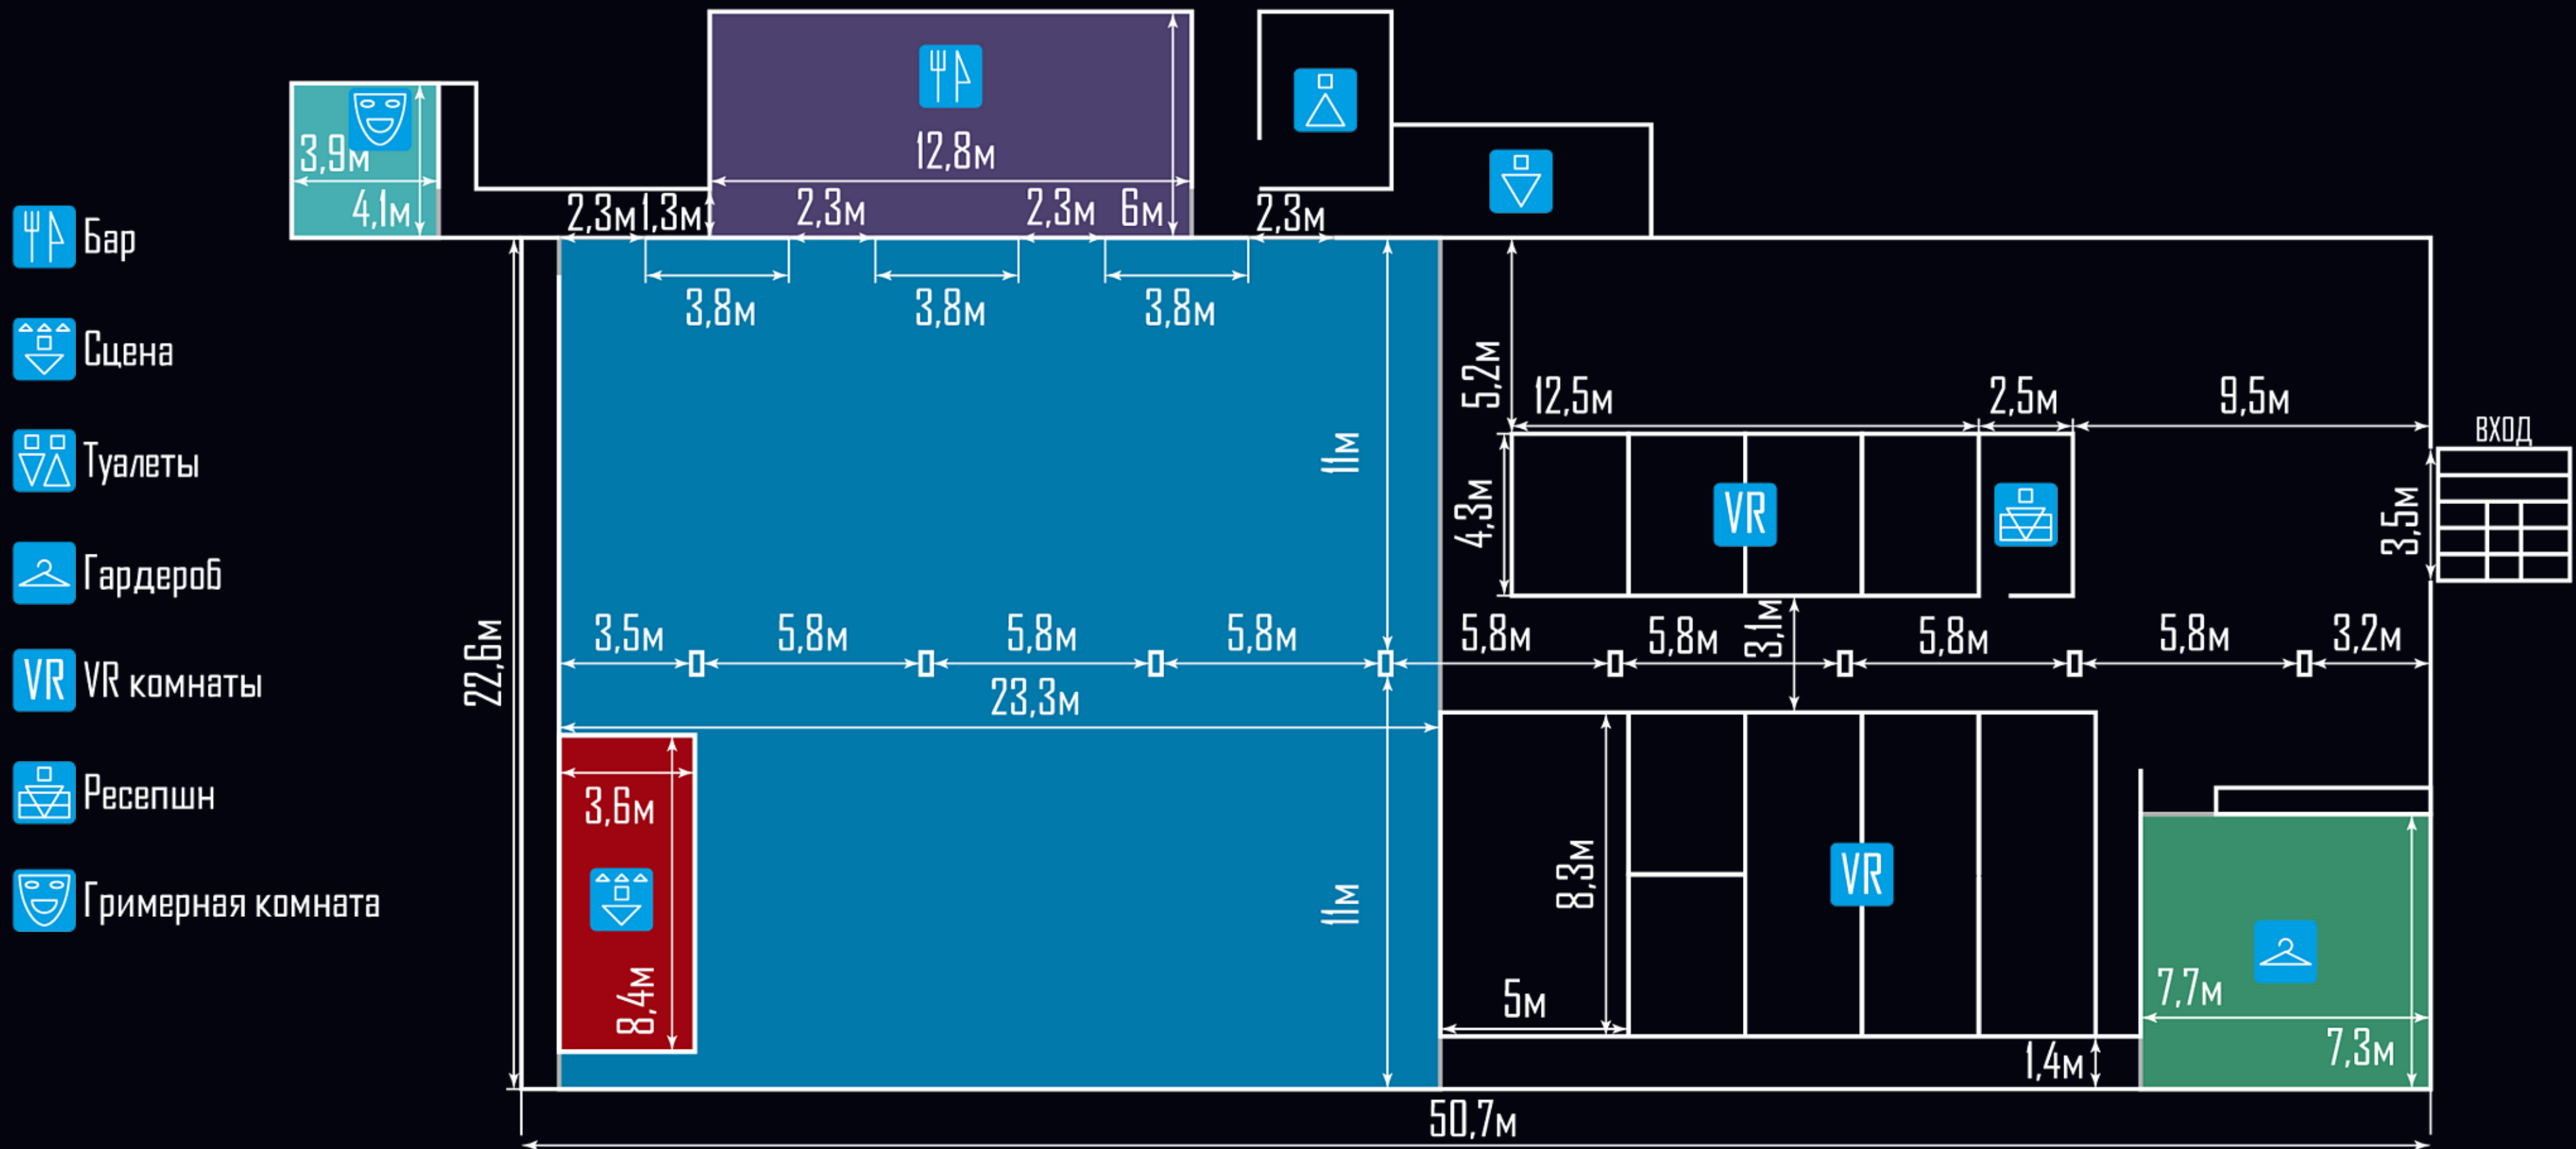 Бар
Сцена
Туалеты
Гардероб
VR
VR комнаты
Ресепшн
Гримерная комната
3,9м
4,1м
12,8м
2,3м
1,3м
2,3м
2,3м
6м
2,3м
3,8м
3,8м
3,8м
11м
5,2м
12,5м
2,5м
9,5м
ВХОД
4,3м
VR
3,5м
22,6м
3,5м
5,8м
5,8м
5,8м
5,8м
5,8м
3,1м
5,8м
5,8м
3,2м
23,3м
3,6м
8,4м
11м
8,3м
VR
5м
1,4м
7,7м
7,3м
50,7м